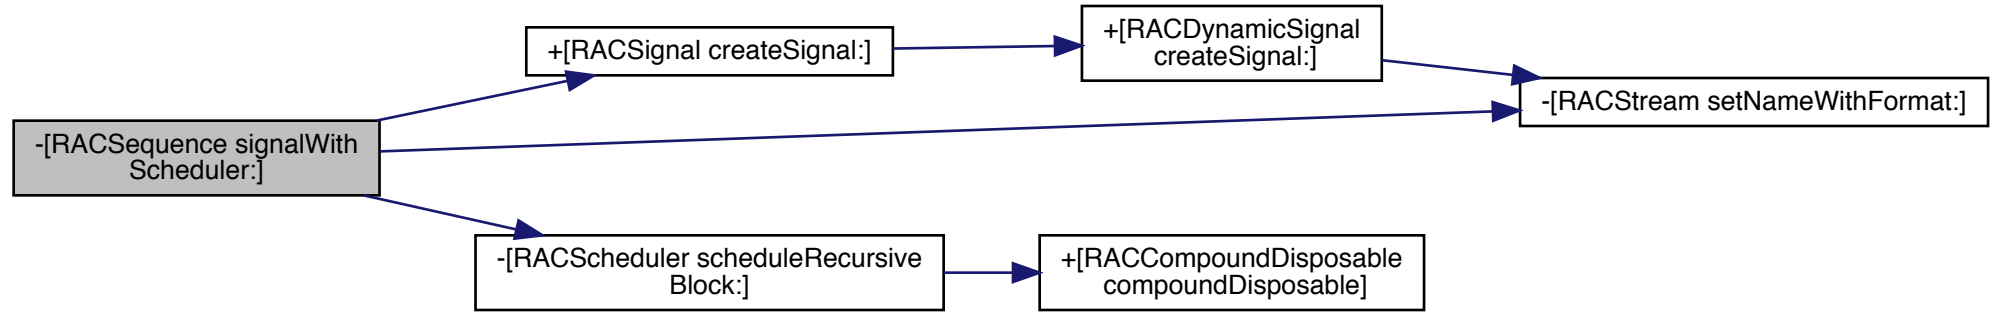 +[RACSignal createSignal:]
+[RACDynamicSignal
createSignal:]
-[RACStream setNameWithFormat:]
-[RACSequence signalWith
Scheduler:]
-[RACScheduler scheduleRecursive
Block:]
+[RACCompoundDisposable
compoundDisposable]